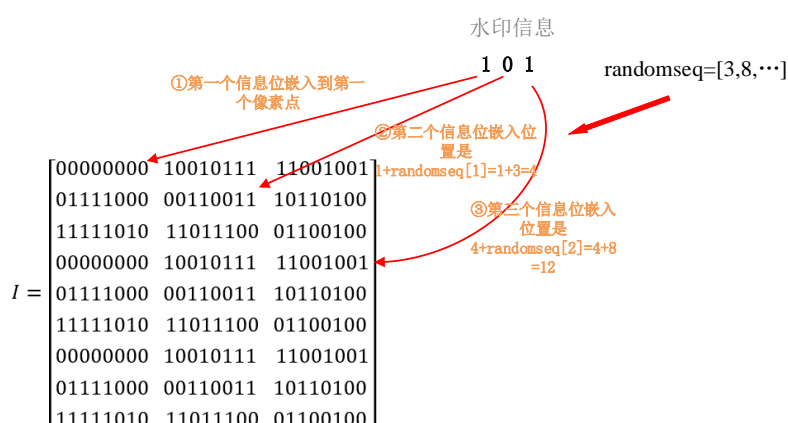 水印信息
1 0 1
randomseq=[3,8,⋯]
①第一个信息位嵌入到第一
个像素点
②第二个信息位嵌入位
置是
1+randomseq[1]=1+3=4
③第三个信息位嵌入
位置是
4+randomseq[2]=4+8
=12
00000000 10010111 11001001
01111000 00110011 10110100
11111010 11011100 01100100
00000000 10010111 11001001
I =
01111000 00110011 10110100
11111010 11011100 01100100
00000000 10010111 11001001
01111000 00110011 10110100
11111010 11011100 01100100